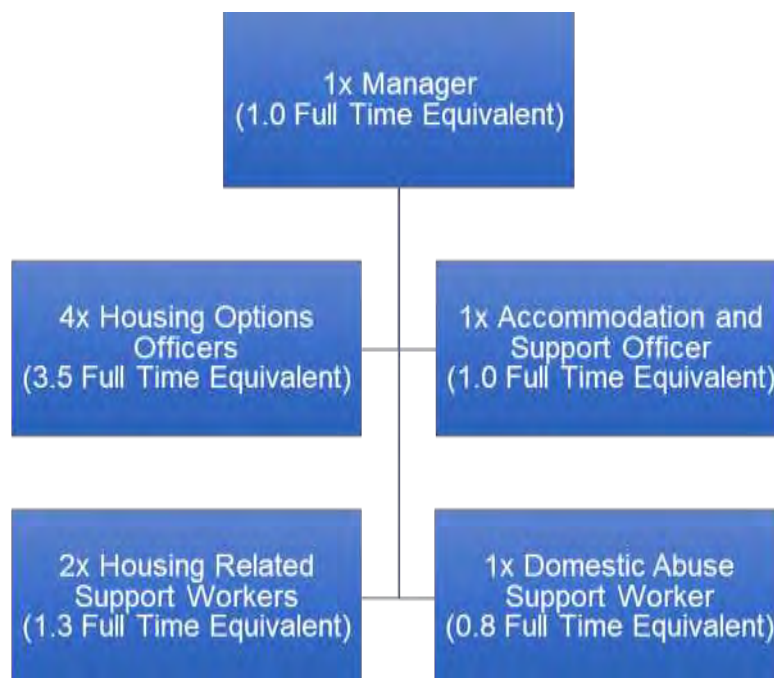 1x Manager
(1.0 Full Time Equivalent)
4x Housing Options
Officers
(3.5 Full Time Equivalent)
1x Accommodation and
Support Officer
(1.0 Full Time Equivalent)
2x Housing Related
Support Workers
(1.3 Full Time Equivalent)
1x Domestic Abuse
Support Worker
(0.8 Full Time Equivalent)